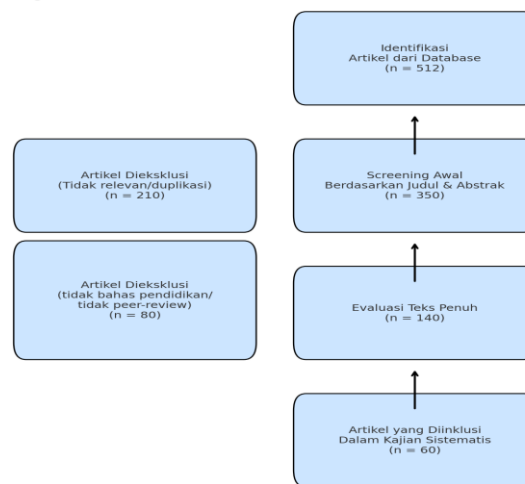 Identifikasi
Artikel dari Database
(n = 512)
Artikel Dieksklusi
(Tidak relevan/duplikasi)
(n = 210)
Screening Awal
Berdasarkan Judul & Abstrak
(n = 350)
Artikel Dieksklusi
(tidak bahas pendidikan/
tidak peer-review)
(n = 80)
Evaluasi Teks Penuh
(n = 140)
Artikel yang Diinklusi
Dalam Kajian Sistematis
(n = 60)